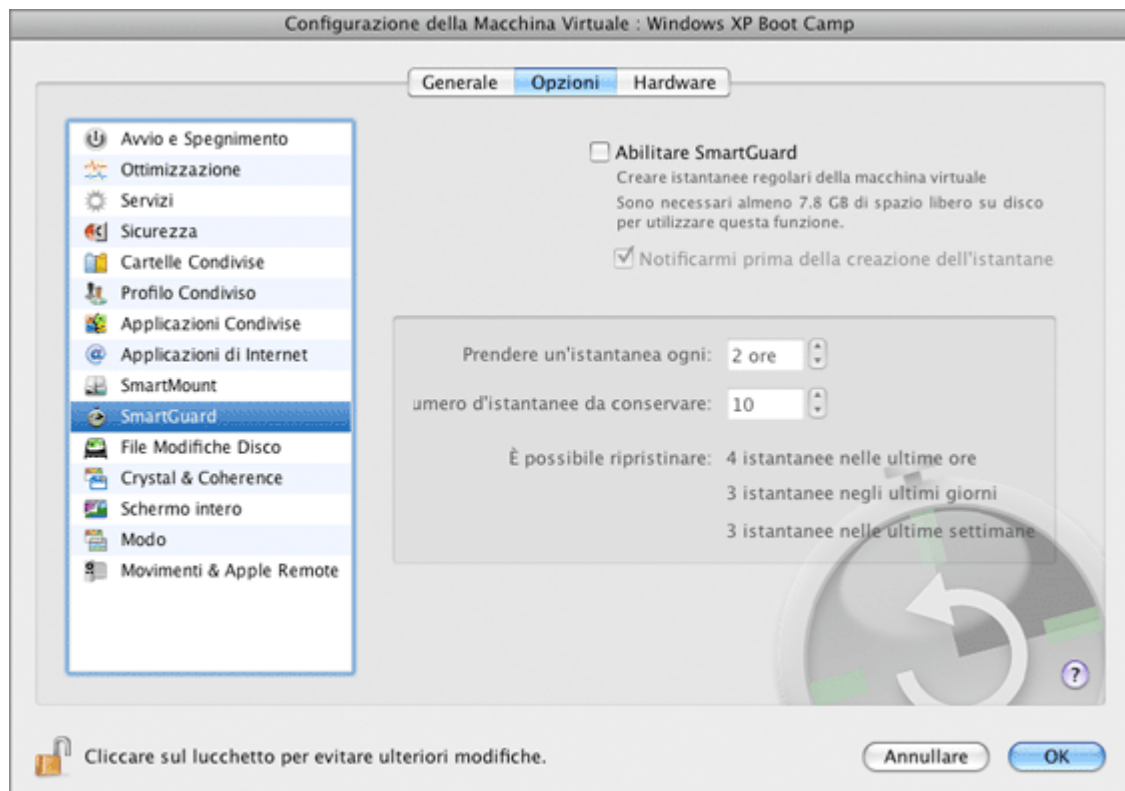 Configurazione della Macchina Virtuale : Windows XP Boot Camp
Generale
Opzioni
Hardware
Avvio e Spegnimento
Ottimizzazione
Servizi
Sicurezza
Cartelle Condivise
Profilo Condiviso
Applicazioni Condivise
Applicazioni di Internet
SmartMount
SmartGuard
File Modifiche Disco
Crystal & Coherence
Schermo intero
Modo
Movimenti & Apple Remote
Abilitare SmartGuard
Creare istantanee regolari della macchina virtuale
Sono necessari almeno 7.8 GB di spazio libero su disco
per utilizzare questa funzione.
Notificarmi prima della creazione dell'istantane
Prendere un'istantanea ogni: 2 ore
umero d'istantanee da conservare: 10
È possibile ripristinare: 4 istantanee nelle ultime ore
3 istantanee negli ultimi giorni
3 istantanee nelle ultime settimane
?
Cliccare sul lucchetto per evitare ulteriori modifiche.
Annullare
OK